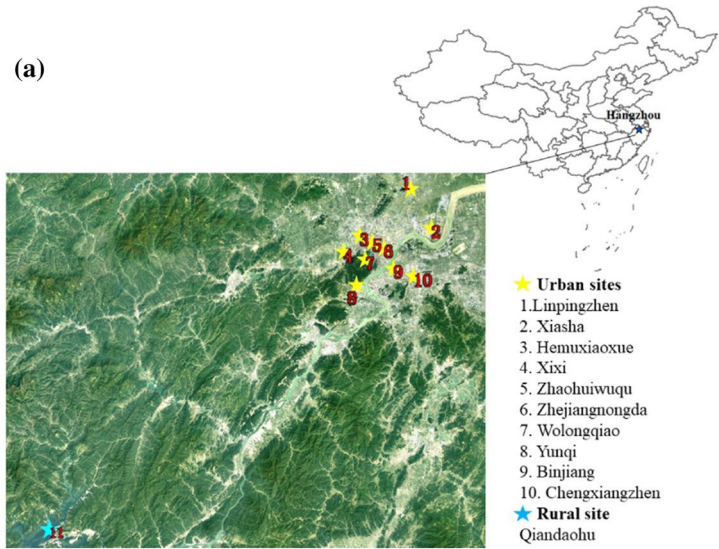 (a)
Hangzhou
1
2
3
5
6
4
7
9
10
8
11
Urban sites
1.Linpingzhen
2. Xiasha
3. Hemuxiaoxue
4. Xixi
5. Zhaohuiwuqu
6. Zhejiangnongda
7. Wolongqiao
8. Yunqi
9. Binjiang
10. Chengxiangzhen
Rural site
Qiandaohu